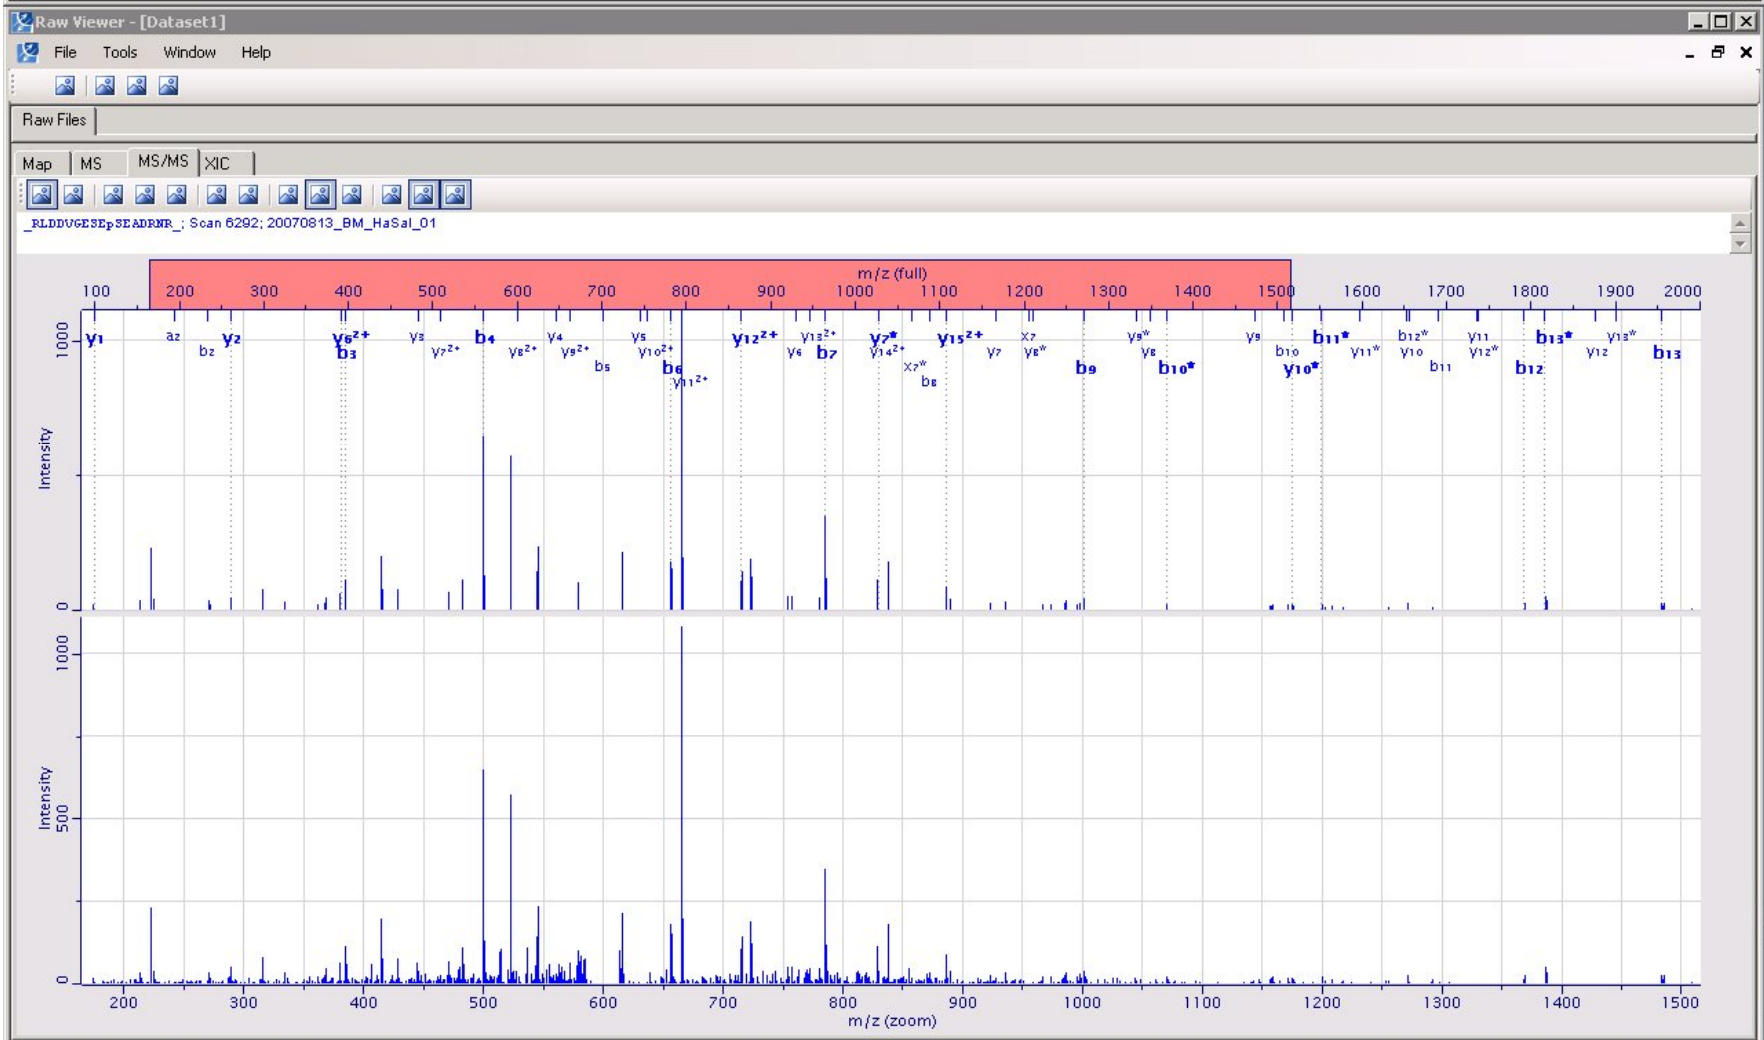 Raw Viewer - [Dataset1]
File Tools Window Help
Raw Files
Map MS MS/MS XIC
_RLDDVGESEpSEADRNR_; Scan 6292; 20070813_BM_HaSal_01
m/z (full)
100 200 300 400 500 600 700 800 900 1000 1100 1200 1300 1400 1500 1600 1700 1800 1900 2000
y1 a2 y2 y6²⁺ y3 b4 y4 y5 y12²⁺ y13²⁺ y7* y15²⁺ x7 y9* y9 b11* b12* y11 b13* y13*
b2 b3 y7²⁺ y8²⁺ y9²⁺ y10²⁺ y6 b7 y14²⁺ y7 y8* y8 b10 y11* y10 y12* y12 b13
b5 b6 x7* b9 b10* y10* b11 b12
y11²⁺ b8
1000
Intensity
0
1000
Intensity
500
0
200 300 400 500 600 700 800 900 1000 1100 1200 1300 1400 1500
m/z (zoom)